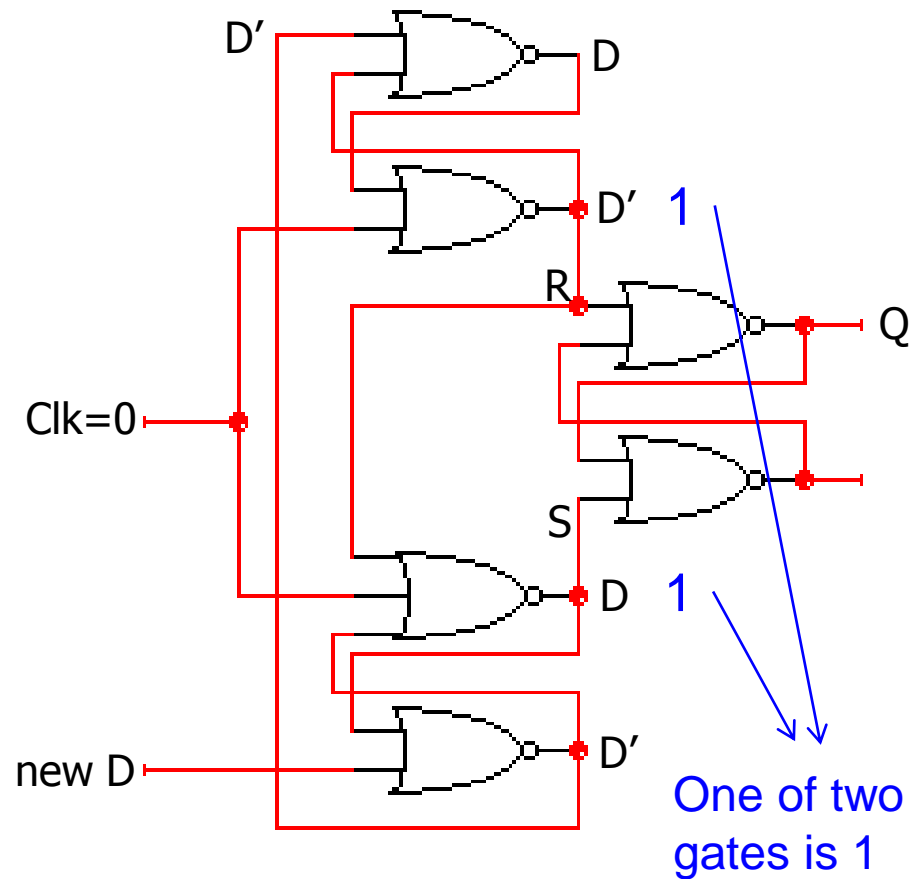 D’
D
D’
1
R
Q
Clk=0
S
D
1
D’
new D
One of two
gates is 1